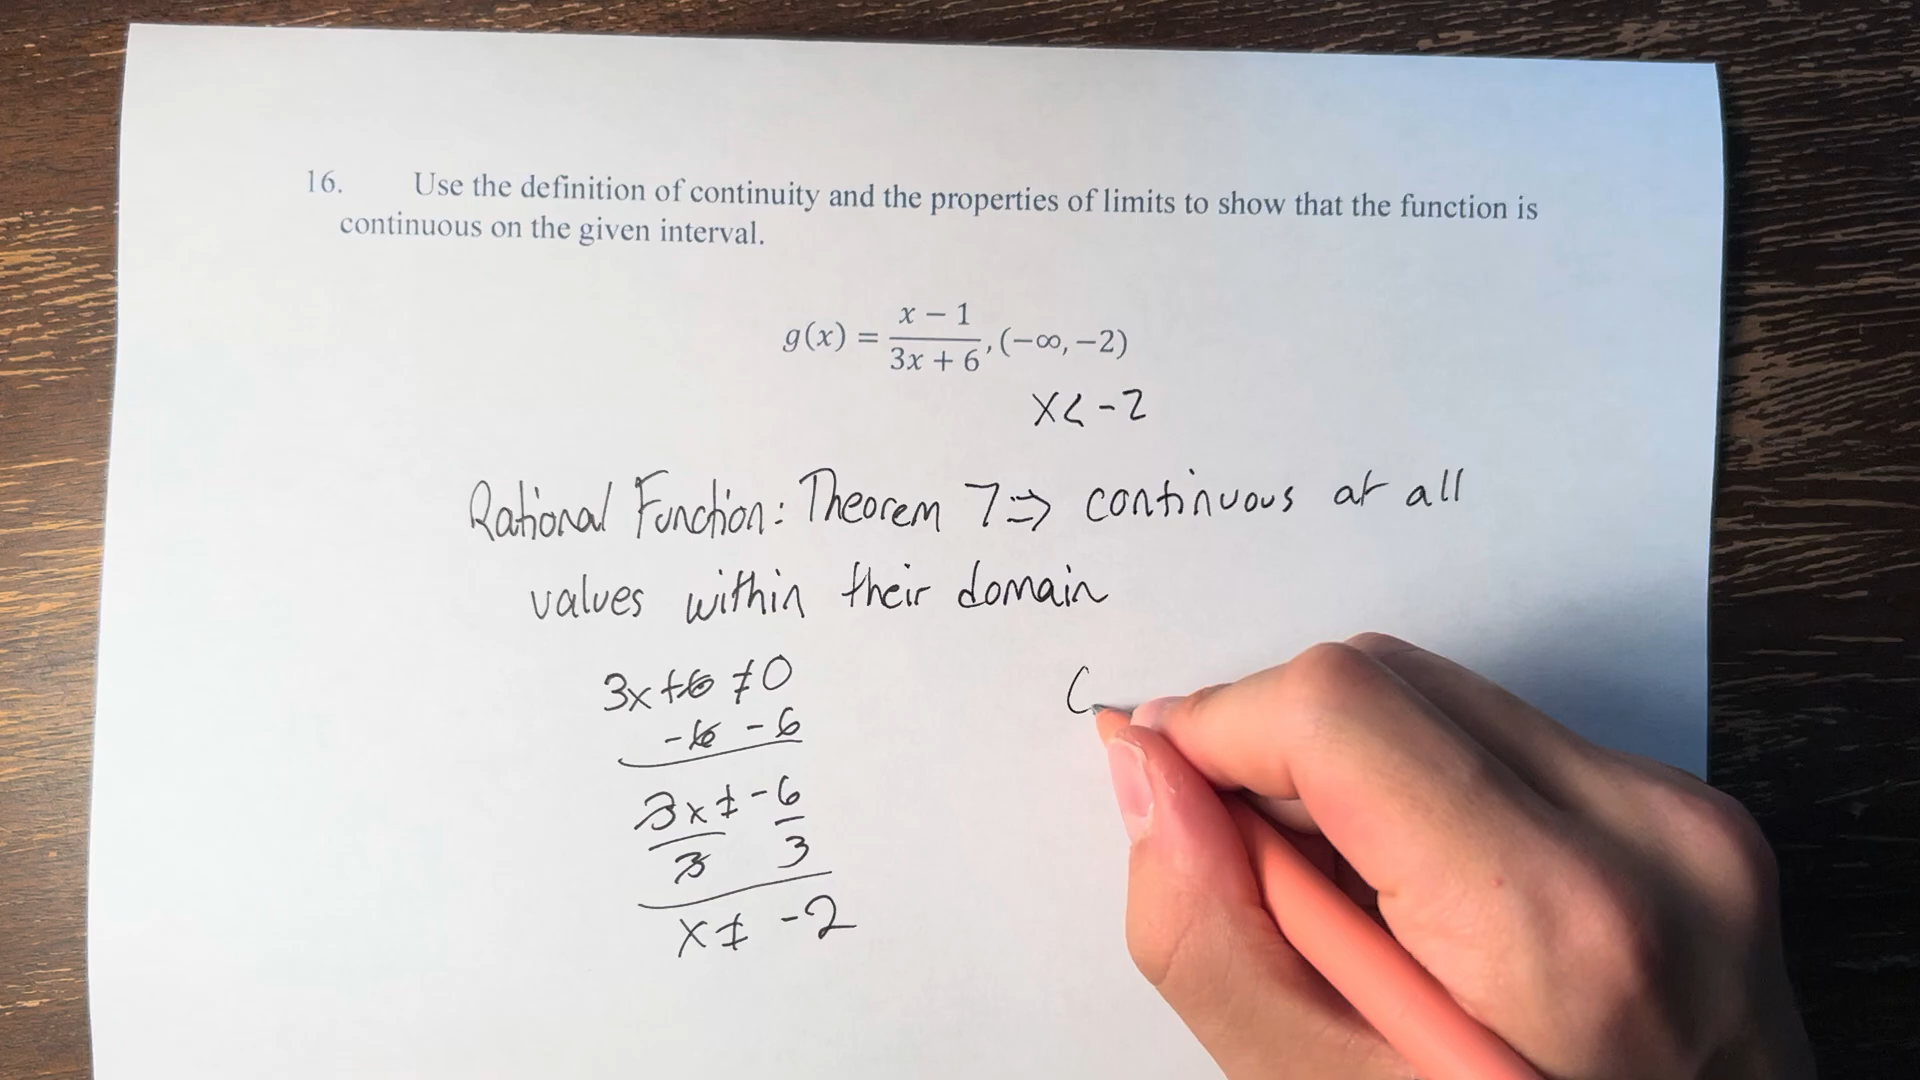 16. Use the definition of continuity and the properties of limits to show that the function is
continuous on the given interval.
g(x) = x − 1 / 3x + 6, (−∞, −2)
x < -2
Rational Function: Theorem 7 ⇒ continuous at all
values within their domain
3x+6 ≠ 0
-6 -6
3x ≠ -6
3 3
x ≠ -2
(